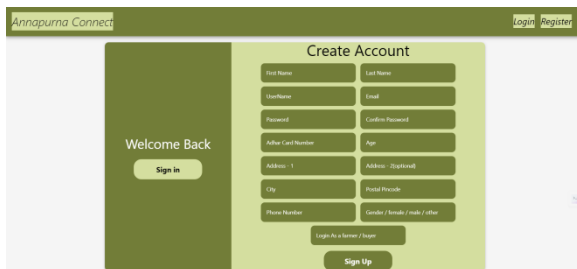 Annapurna Connect
Login Register
Create Account
First Name Last Name
UserName Email
Password Confirm Password
Adhar Card Number Age
Address - 1 Address - 2(optional)
City Postal Pincode
Phone Number Gender / female / male / other
Login As a farmer / buyer
Sign Up
Welcome Back
Sign in